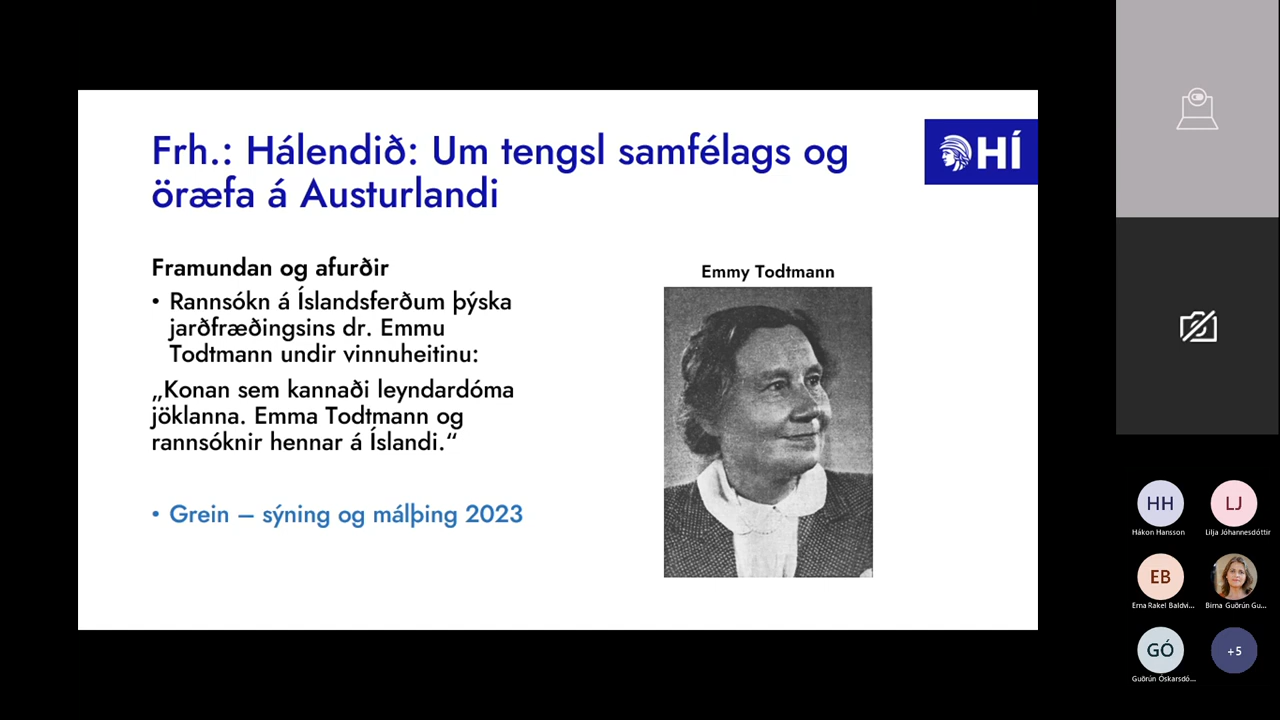 Frh.: Hálendið: Um tengsl samfélags og
öræfa á Austurlandi
HÍ
Framundan og afurðir
• Rannsókn á Íslandsferðum þýska
jarðfræðingsins dr. Emmu
Todtmann undir vinnuheitinu:
„Konan sem kannaði leyndardóma
jöklanna. Emma Todtmann og
rannsóknir hennar á Íslandi.“
• Grein – sýning og málþing 2023
Emmy Todtmann
HH
Hákon Hansson
LJ
Lilja Jóhannesdóttir
EB
Erna Rakel Baldvi...
Birna Guðrún Gu...
GÓ
Guðrún Óskarsdó...
+5